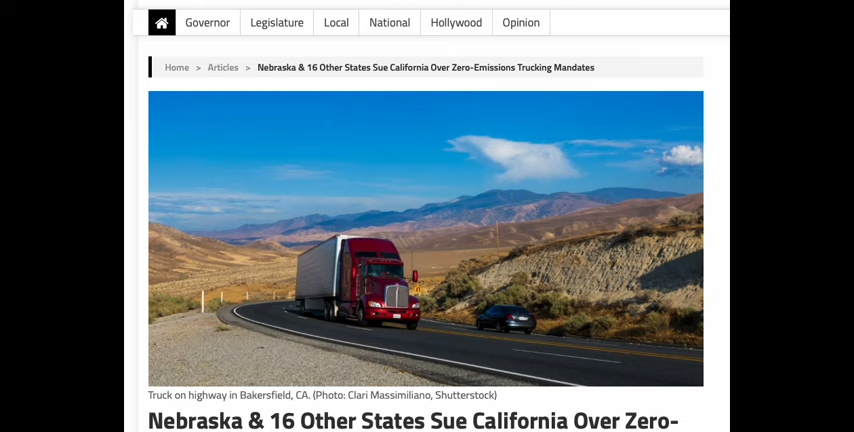 Governor Legislature Local National Hollywood Opinion
Home > Articles > Nebraska & 16 Other States Sue California Over Zero-Emissions Trucking Mandates
Truck on highway in Bakersfield, CA. (Photo: Clari Massimiliano, Shutterstock)
Nebraska & 16 Other States Sue California Over Zero-